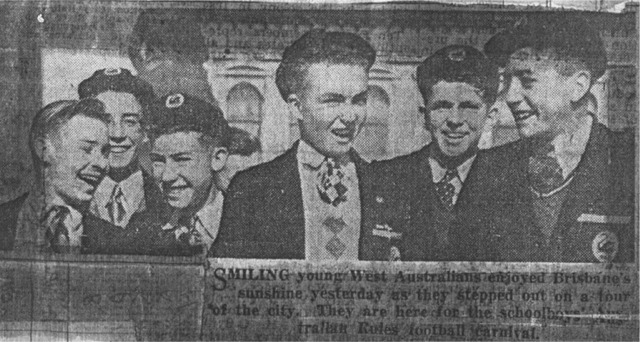 SMILING young West Australians enjoyed Brisbane's
sunshine yesterday as they stepped out on a tour
of the city. They are here for the schoolboy
tralian Rules football carnival.